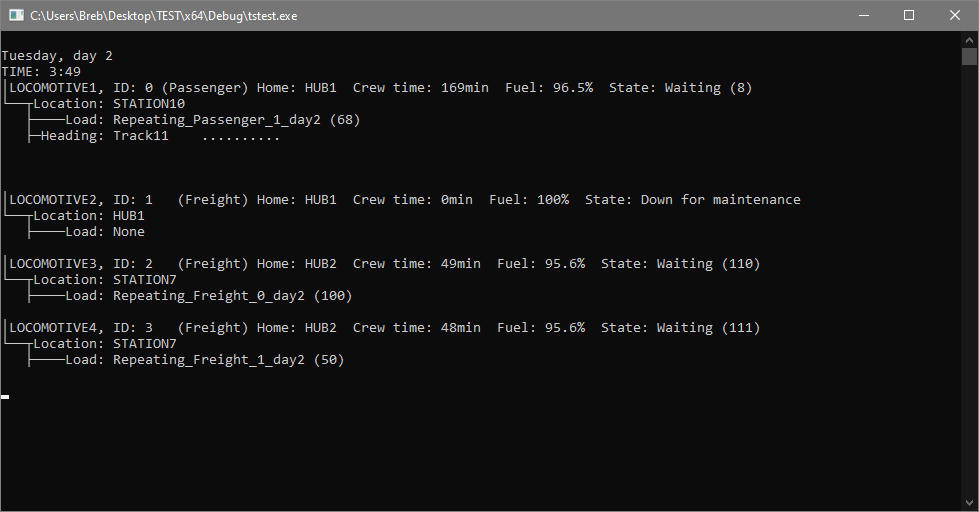 C:\Users\Breb\Desktop\TEST\x64\Debug\tstest.exe
Tuesday, day 2
TIME: 3:49
LOCOMOTIVE1, ID: 0 (Passenger) Home: HUB1  Crew time: 169min  Fuel: 96.5%  State: Waiting (8)
Location: STATION10
Load: Repeating_Passenger_1_day2 (68)
Heading: Track11    ..........
LOCOMOTIVE2, ID: 1   (Freight) Home: HUB1  Crew time: 0min  Fuel: 100%  State: Down for maintenance
Location: HUB1
Load: None
LOCOMOTIVE3, ID: 2   (Freight) Home: HUB2  Crew time: 49min  Fuel: 95.6%  State: Waiting (110)
Location: STATION7
Load: Repeating_Freight_0_day2 (100)
LOCOMOTIVE4, ID: 3   (Freight) Home: HUB2  Crew time: 48min  Fuel: 95.6%  State: Waiting (111)
Location: STATION7
Load: Repeating_Freight_1_day2 (50)